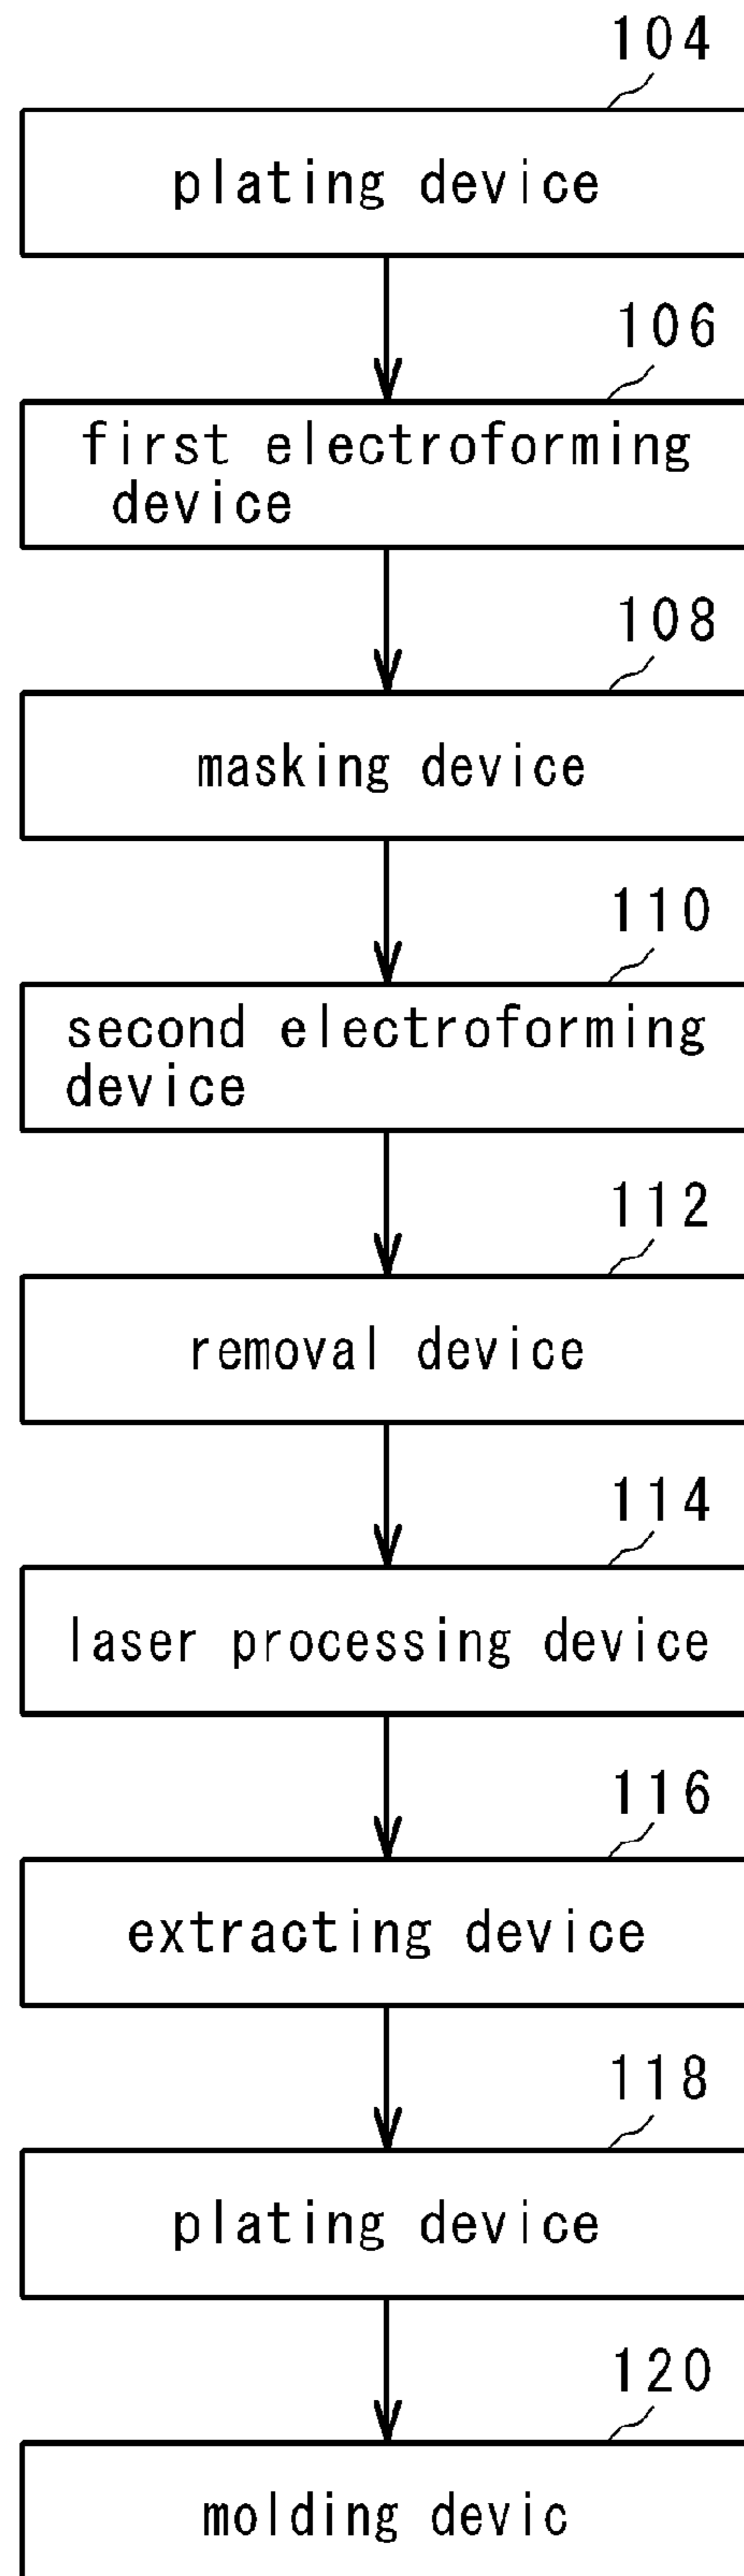 104
plating device
106
first electroforming
device
108
masking device
110
second electroforming
device
112
removal device
114
laser processing device
116
extracting device
118
plating device
120
molding devic